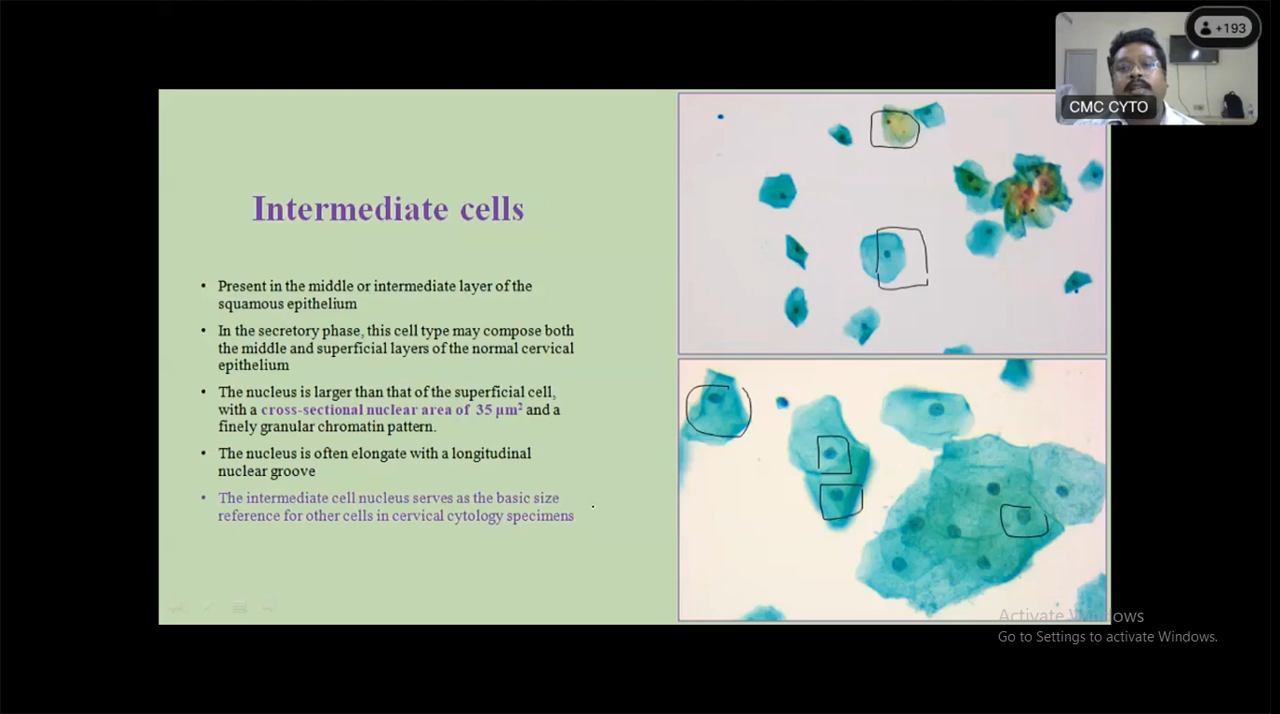 +193
CMC CYTO
Intermediate cells
• Present in the middle or intermediate layer of the
squamous epithelium
• In the secretory phase, this cell type may compose both
the middle and superficial layers of the normal cervical
epithelium
• The nucleus is larger than that of the superficial cell,
with a cross-sectional nuclear area of 35 µm² and a
finely granular chromatin pattern.
• The nucleus is often elongate with a longitudinal
nuclear groove
• The intermediate cell nucleus serves as the basic size
reference for other cells in cervical cytology specimens
Activate Windows
Go to Settings to activate Windows.